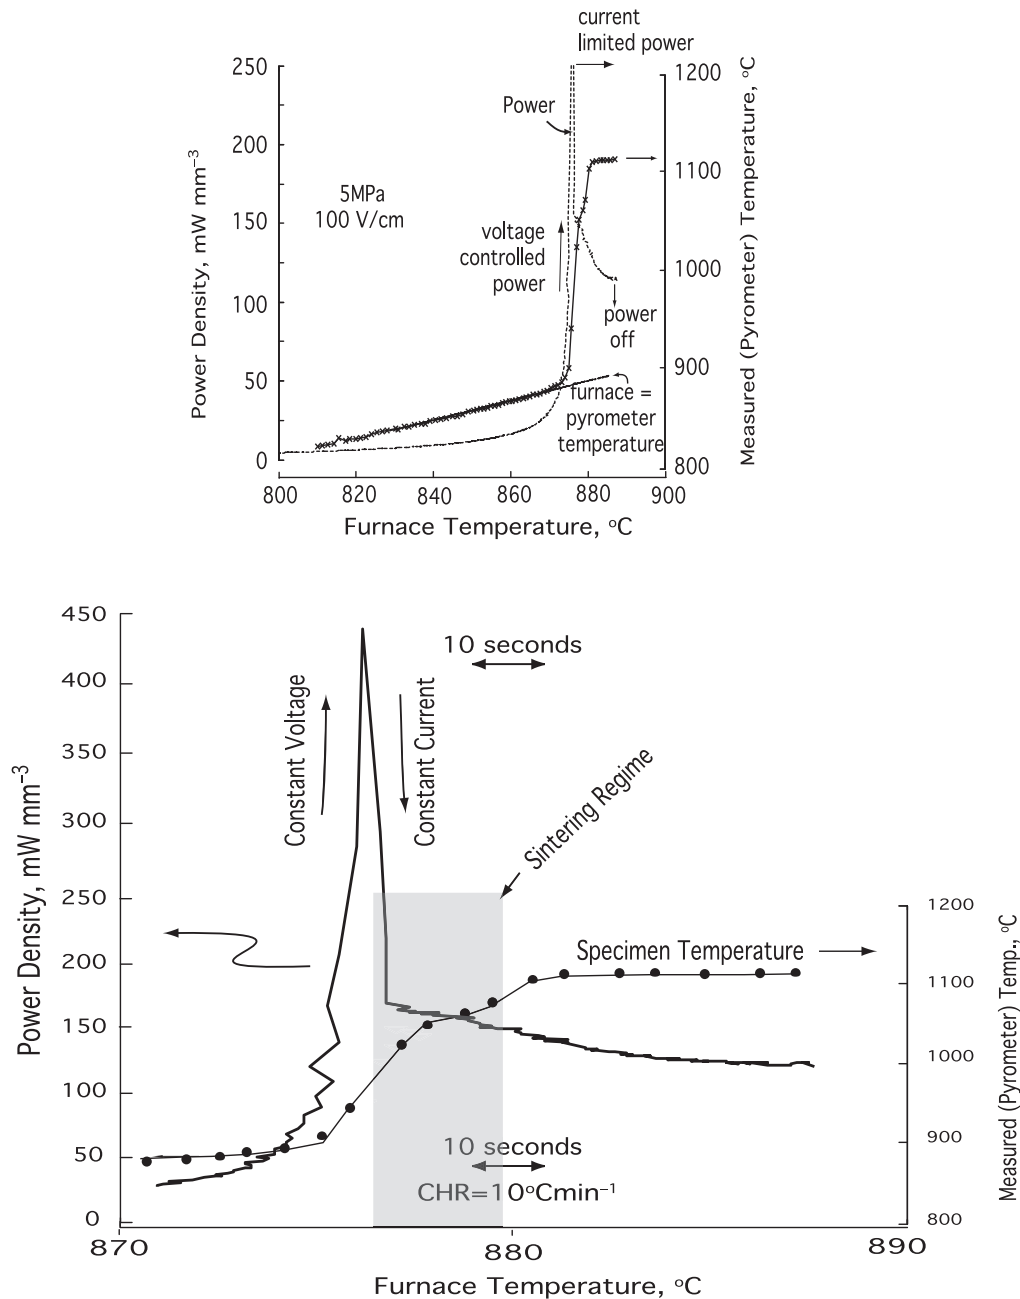 current
limited power
250
200
150
100
50
0
Power Density, mW mm⁻³
1200
1100
1000
900
800
Measured (Pyrometer) Temperature, °C
Power
5MPa
100 V/cm
voltage
controlled
power
power
off
furnace =
pyrometer
temperature
800 820 840 860 880 900
Furnace Temperature, °C
450
400
350
300
250
200
150
100
50
0
Power Density, mW mm⁻³
10 seconds
Constant Voltage
Constant Current
Sintering Regime
Specimen Temperature
1200
1100
1000
900
800
Measured (Pyrometer) Temp., °C
10 seconds
CHR=10°Cmin⁻¹
870 880 890
Furnace Temperature, °C